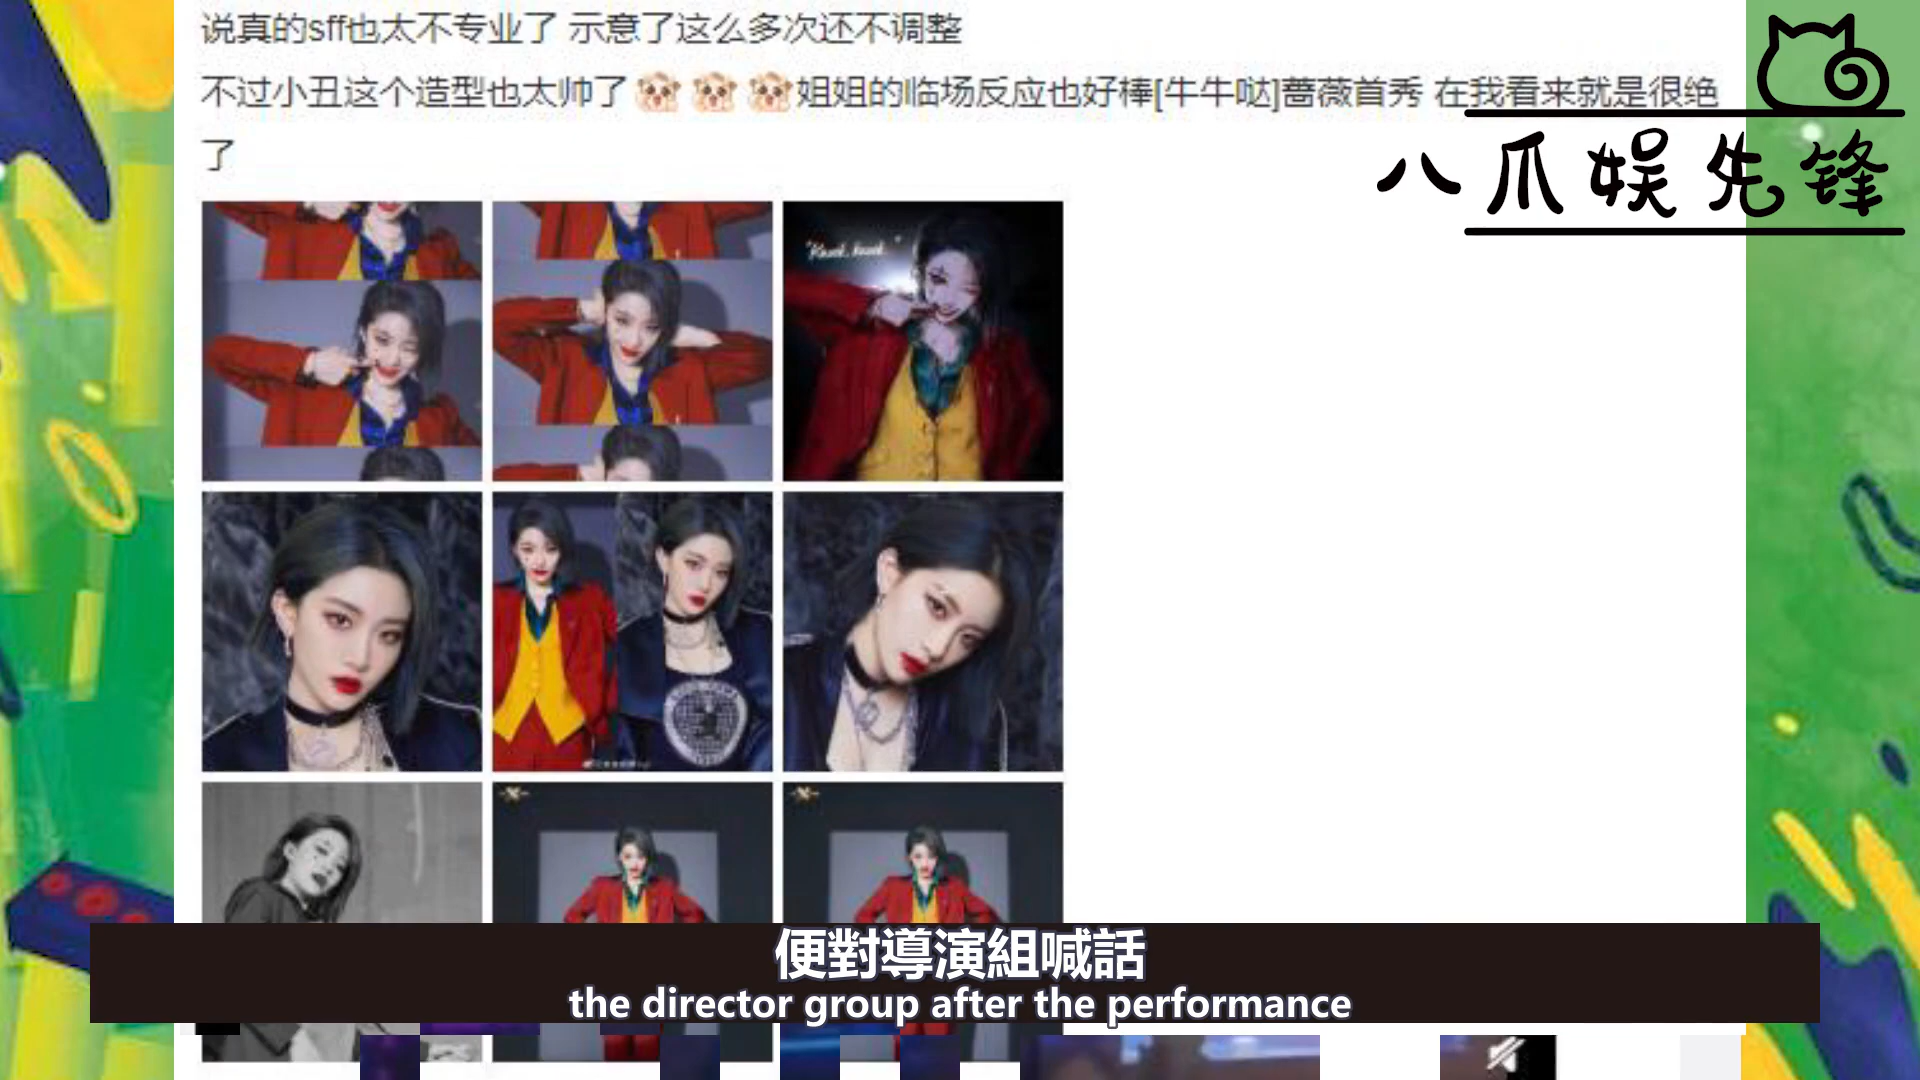 说真的sff也太不专业了 示意了这么多次还不调整
不过小丑这个造型也太帅了🐶🐶🐶姐姐的临场反应也好棒[牛牛哒]蔷薇首秀 在我看来就是很绝
了
八爪娱先锋
便對導演組喊話
the director group after the performance